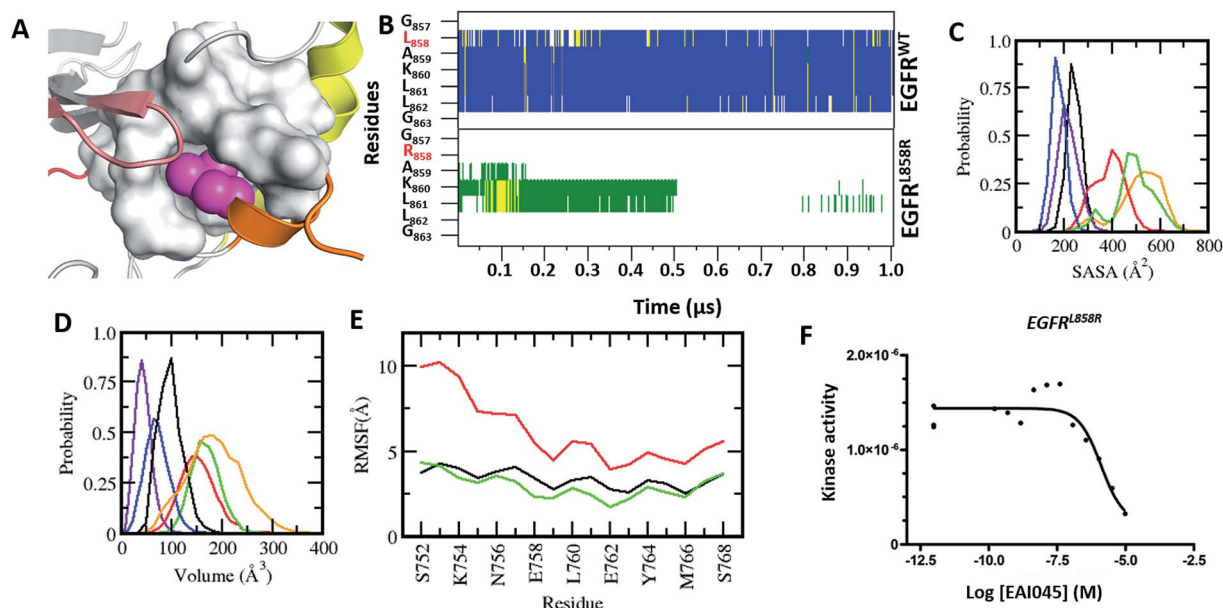 A
B
Residues
G857
L858
A859
K860
L861
L862
G863
EGFRWT
G857
R858
A859
K860
L861
L862
G863
EGFRL858R
0.1 0.2 0.3 0.4 0.5 0.6 0.7 0.8 0.9 1.0
Time (µs)
C
1.0
0.75
0.5
0.25
0
Probability
0 200 400 600 800
SASA (Å2)
D
1.0
0.75
0.5
0.25
0
Probability
0 100 200 300 400
Volume (Å3)
E
10
5
0
RMSF(Å)
S752 K754 N756 E758 L760 E762 Y764 M766 S768
Residue
F
EGFRL858R
2.0×10-6
1.0×10-6
0
Kinase activity
-12.5 -10.0 -7.5 -5.0 -2.5
Log [EAI045] (M)